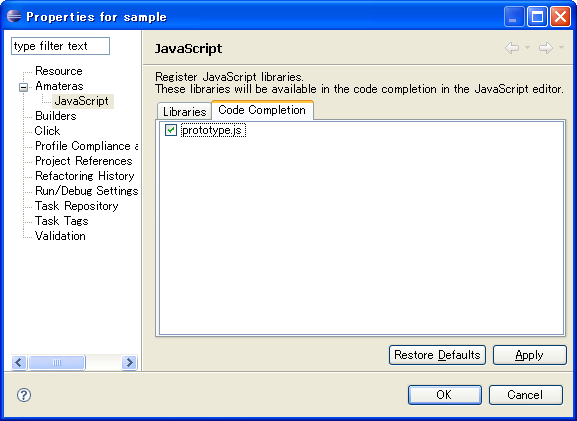 Properties for sample
type filter text
Resource
Amateras
JavaScript
Builders
Click
Profile Compliance a
Project References
Refactoring History
Run/Debug Settings
Task Repository
Task Tags
Validation
JavaScript
Register JavaScript libraries.
These libraries will be available in the code completion in the JavaScript editor.
Libraries Code Completion
prototype.js
Restore Defaults Apply
? OK Cancel